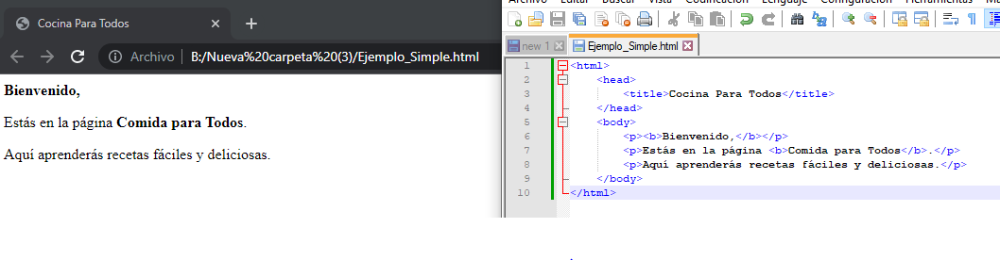 Cocina Para Todos
Archivo
B:/Nueva%20carpeta%20(3)/Ejemplo_Simple.html
Bienvenido,
Estás en la página Comida para Todos.
Aquí aprenderás recetas fáciles y deliciosas.
Archivo Editar Buscar Vista Codificación Lenguaje Configuración Herramientas
new 1
Ejemplo_Simple.html
1 <html>
2 <head>
3 <title>Cocina Para Todos</title>
4 </head>
5 <body>
6 <p><b>Bienvenido,</b></p>
7 <p>Estás en la página <b>Comida para Todos</b>.</p>
8 <p>Aquí aprenderás recetas fáciles y deliciosas.</p>
9 </body>
10 </html>